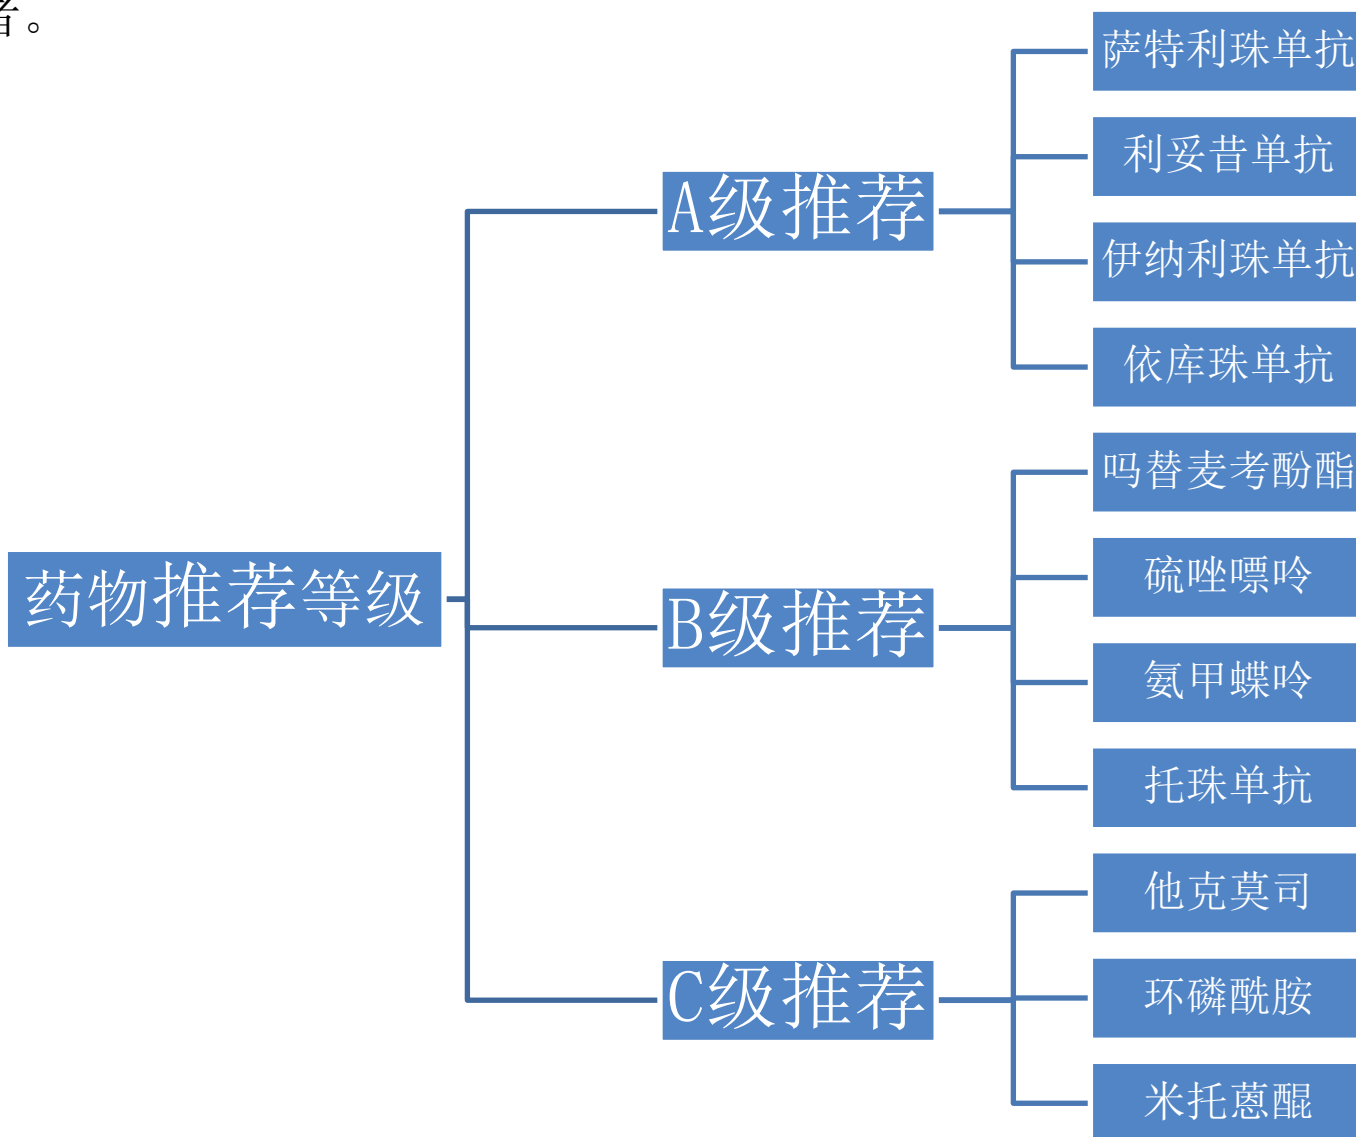 者。
药物推荐等级
A级推荐
萨特利珠单抗
利妥昔单抗
伊纳利珠单抗
依库珠单抗
B级推荐
吗替麦考酚酯
硫唑嘌呤
氨甲蝶呤
托珠单抗
C级推荐
他克莫司
环磷酰胺
米托蒽醌